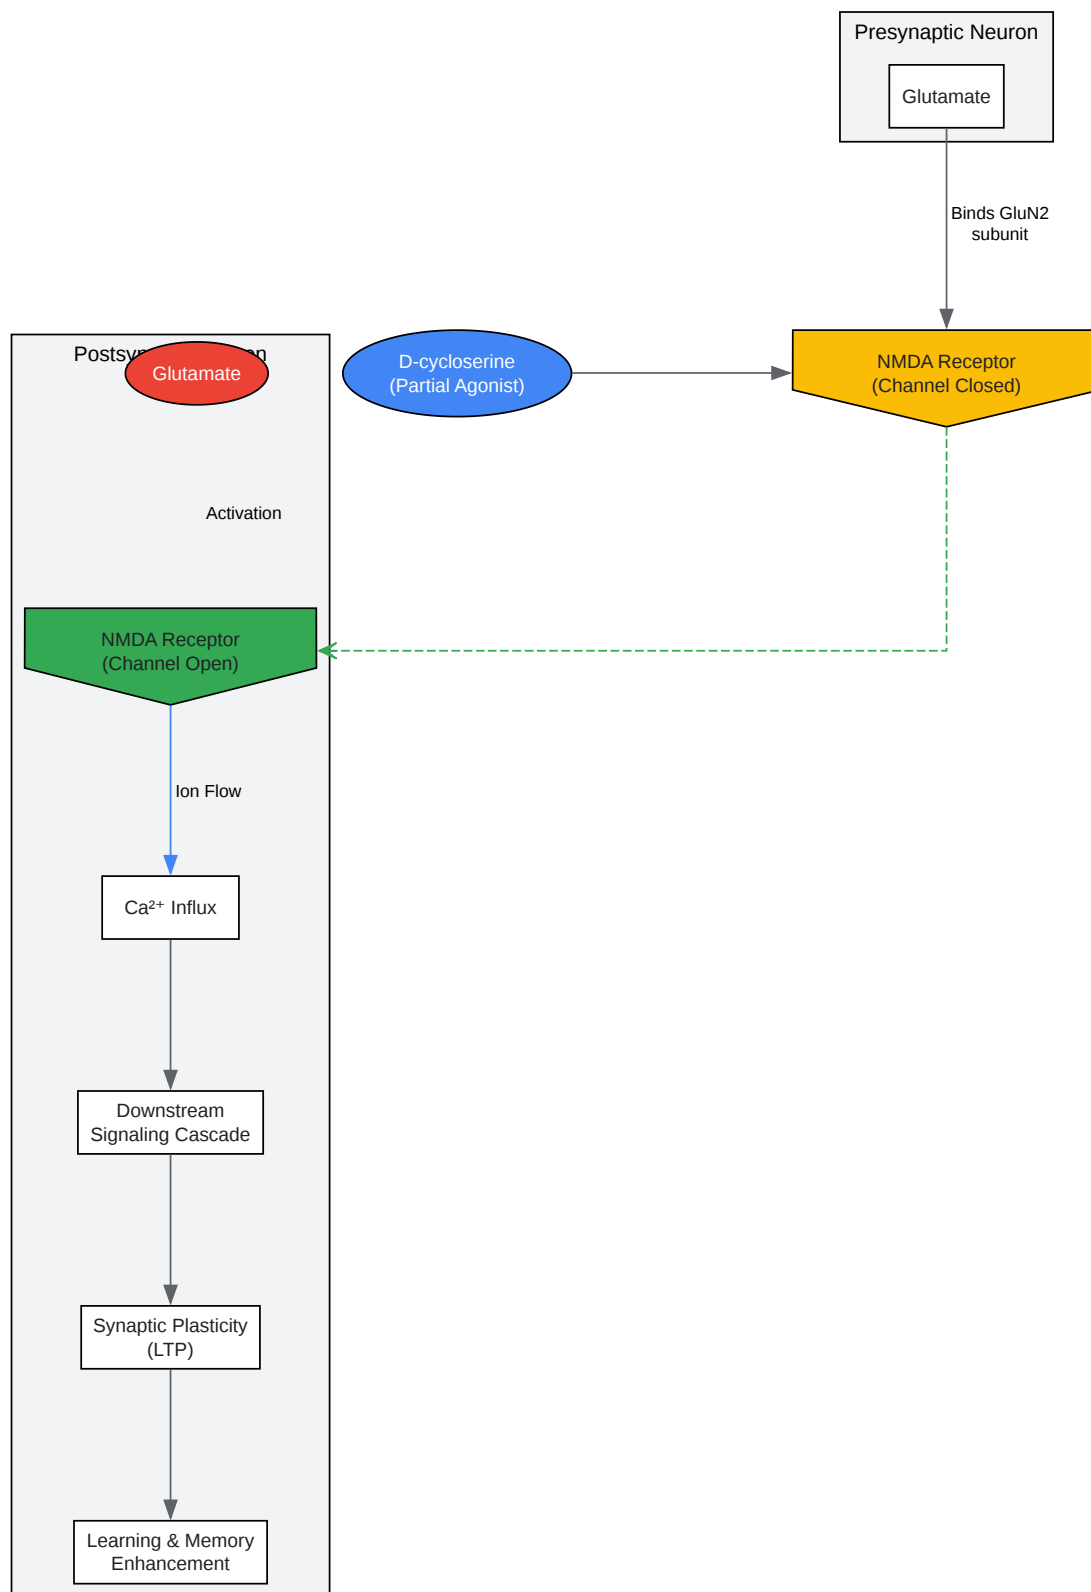 Presynaptic Neuron
Glutamate
Binds GluN2
subunit
Postsy
n
Glutamate
D-cycloserine
(Partial Agonist)
NMDA Receptor
(Channel Closed)
Activation
NMDA Receptor
(Channel Open)
Ion Flow
Ca²⁺ Influx
Downstream
Signaling Cascade
Synaptic Plasticity
(LTP)
Learning & Memory
Enhancement